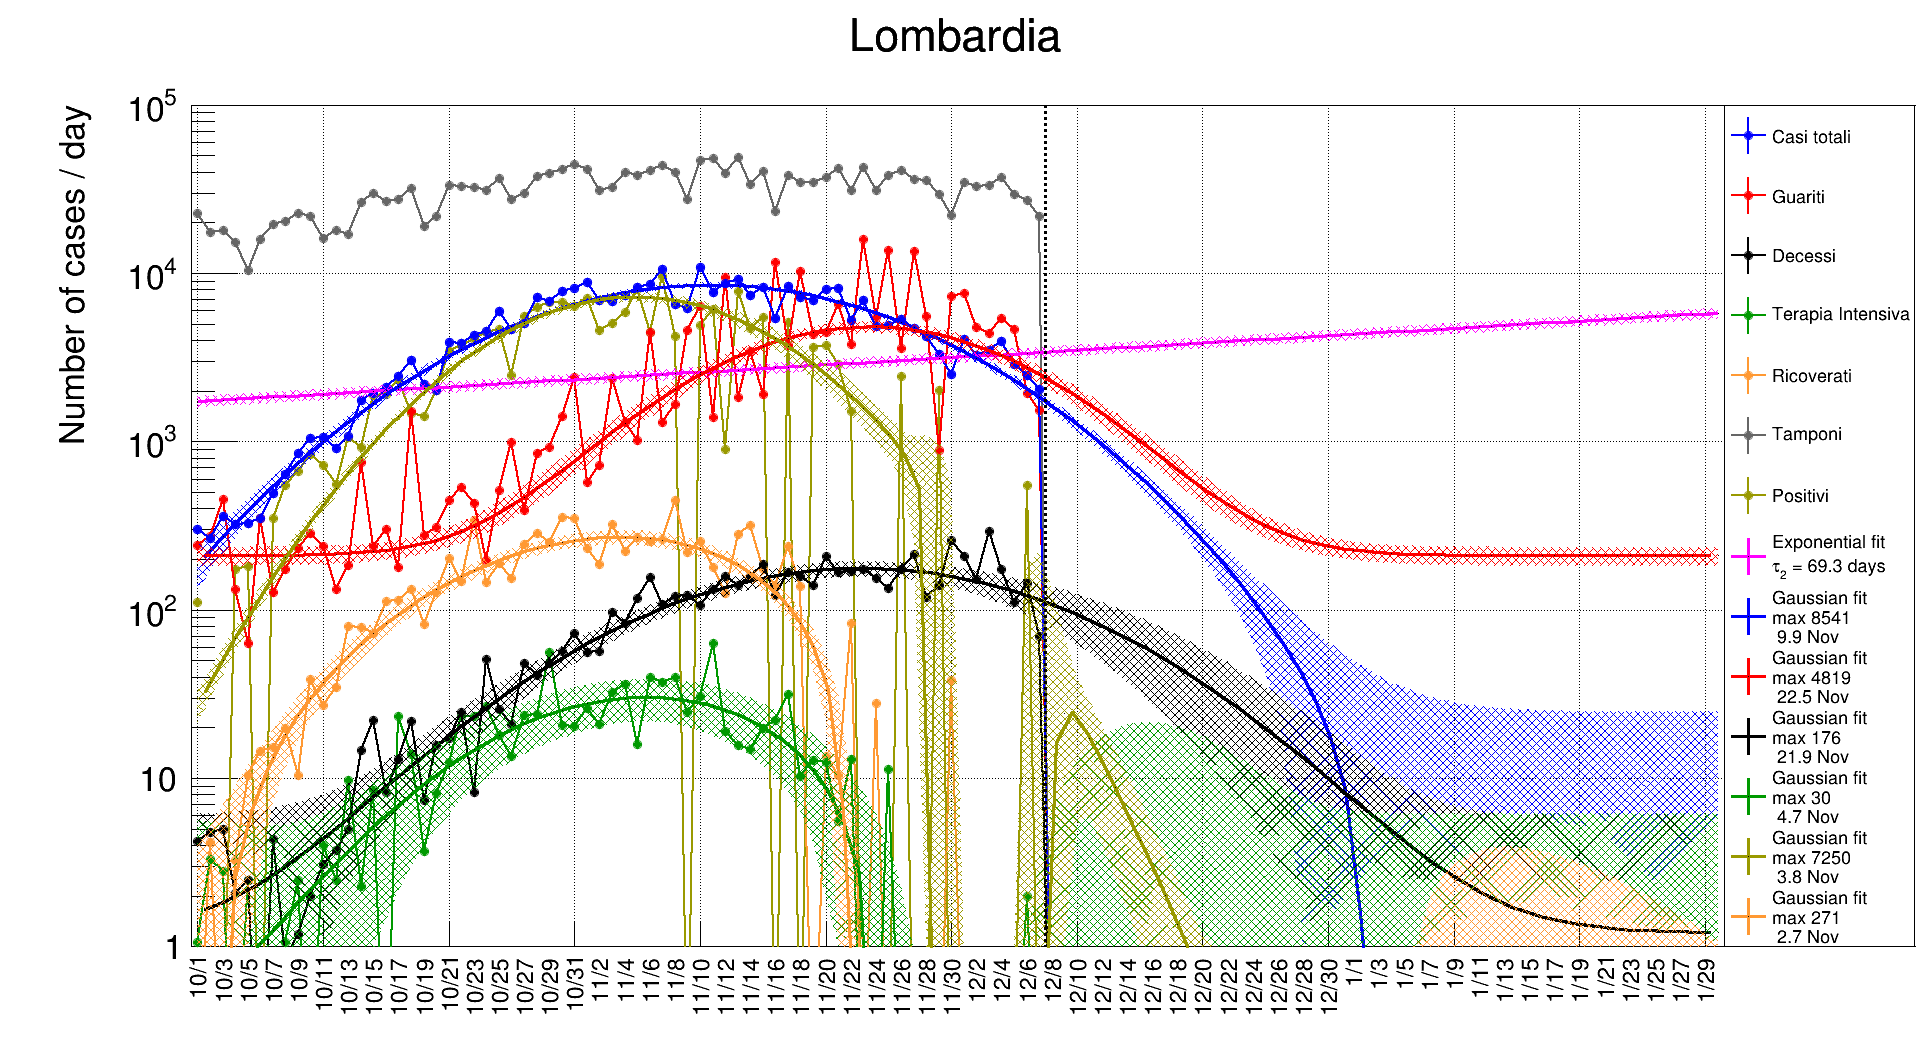 Lombardia
Number of cases / day
10^5
10^4
10^3
10^2
10
1
10/1
10/3
10/5
10/7
10/9
10/11
10/13
10/15
10/17
10/19
10/21
10/23
10/25
10/27
10/29
10/31
11/2
11/4
11/6
11/8
11/10
11/12
11/14
11/16
11/18
11/20
11/22
11/24
11/26
11/28
11/30
12/2
12/4
12/6
12/8
12/10
12/12
12/14
12/16
12/18
12/20
12/22
12/24
12/26
12/28
12/30
1/1
1/3
1/5
1/7
1/9
1/11
1/13
1/15
1/17
1/19
1/21
1/23
1/25
1/27
1/29
Casi totali
Guariti
Decessi
Terapia Intensiva
Ricoverati
Tamponi
Positivi
Exponential fit
τ2 = 69.3 days
Gaussian fit
max 8541
9.9 Nov
Gaussian fit
max 4819
22.5 Nov
Gaussian fit
max 176
21.9 Nov
Gaussian fit
max 30
4.7 Nov
Gaussian fit
max 7250
3.8 Nov
Gaussian fit
max 271
2.7 Nov